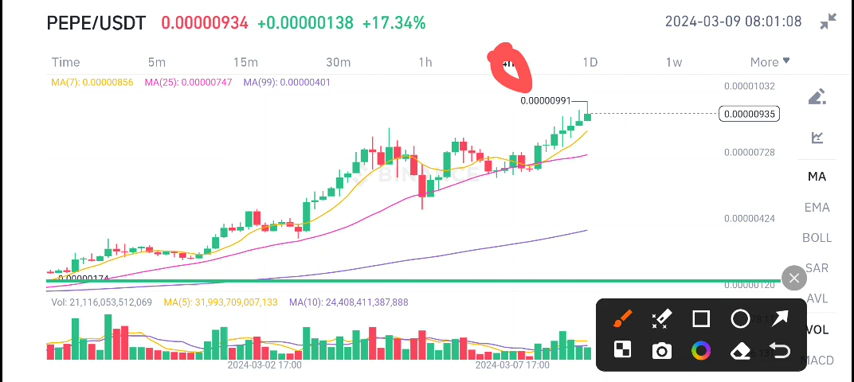 PEPE/USDT 0.00000934 +0.00000138 +17.34% 2024-03-09 08:01:08
Time 5m 15m 30m 1h 1D 1w More
MA(7): 0.00000856 MA(25): 0.00000747 MA(99): 0.00000401
0.00001032
0.00000991
0.00000935
0.00000728
BINANCE
MA
EMA
0.00000424
BOLL
SAR
0.00000174
0.00000120
AVL
Vol: 21,116,053,512,069 MA(5): 31,993,709,007,133 MA(10): 24,408,411,387,888
VOL
MACD
2024-03-02 17:00 2024-03-07 17:00